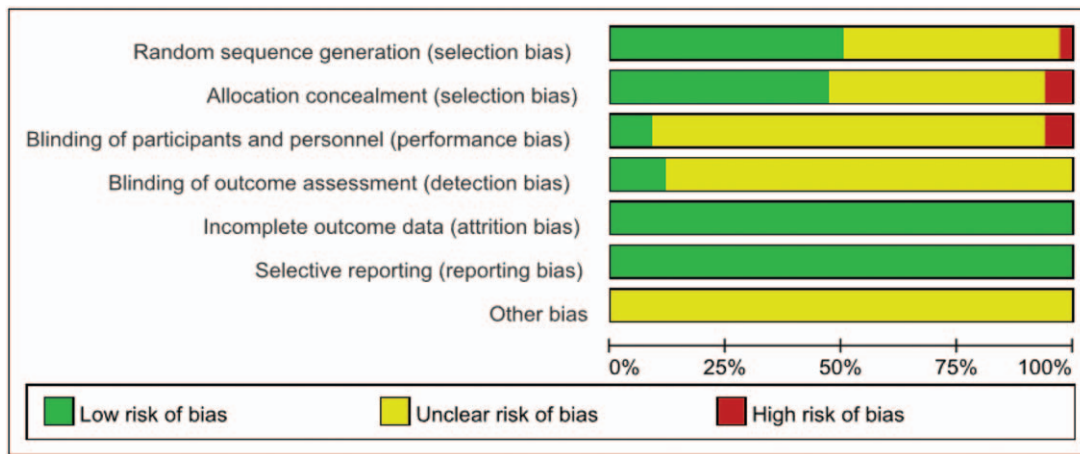 Random sequence generation (selection bias)
Allocation concealment (selection bias)
Blinding of participants and personnel (performance bias)
Blinding of outcome assessment (detection bias)
Incomplete outcome data (attrition bias)
Selective reporting (reporting bias)
Other bias
0% 25% 50% 75% 100%
Low risk of bias Unclear risk of bias High risk of bias